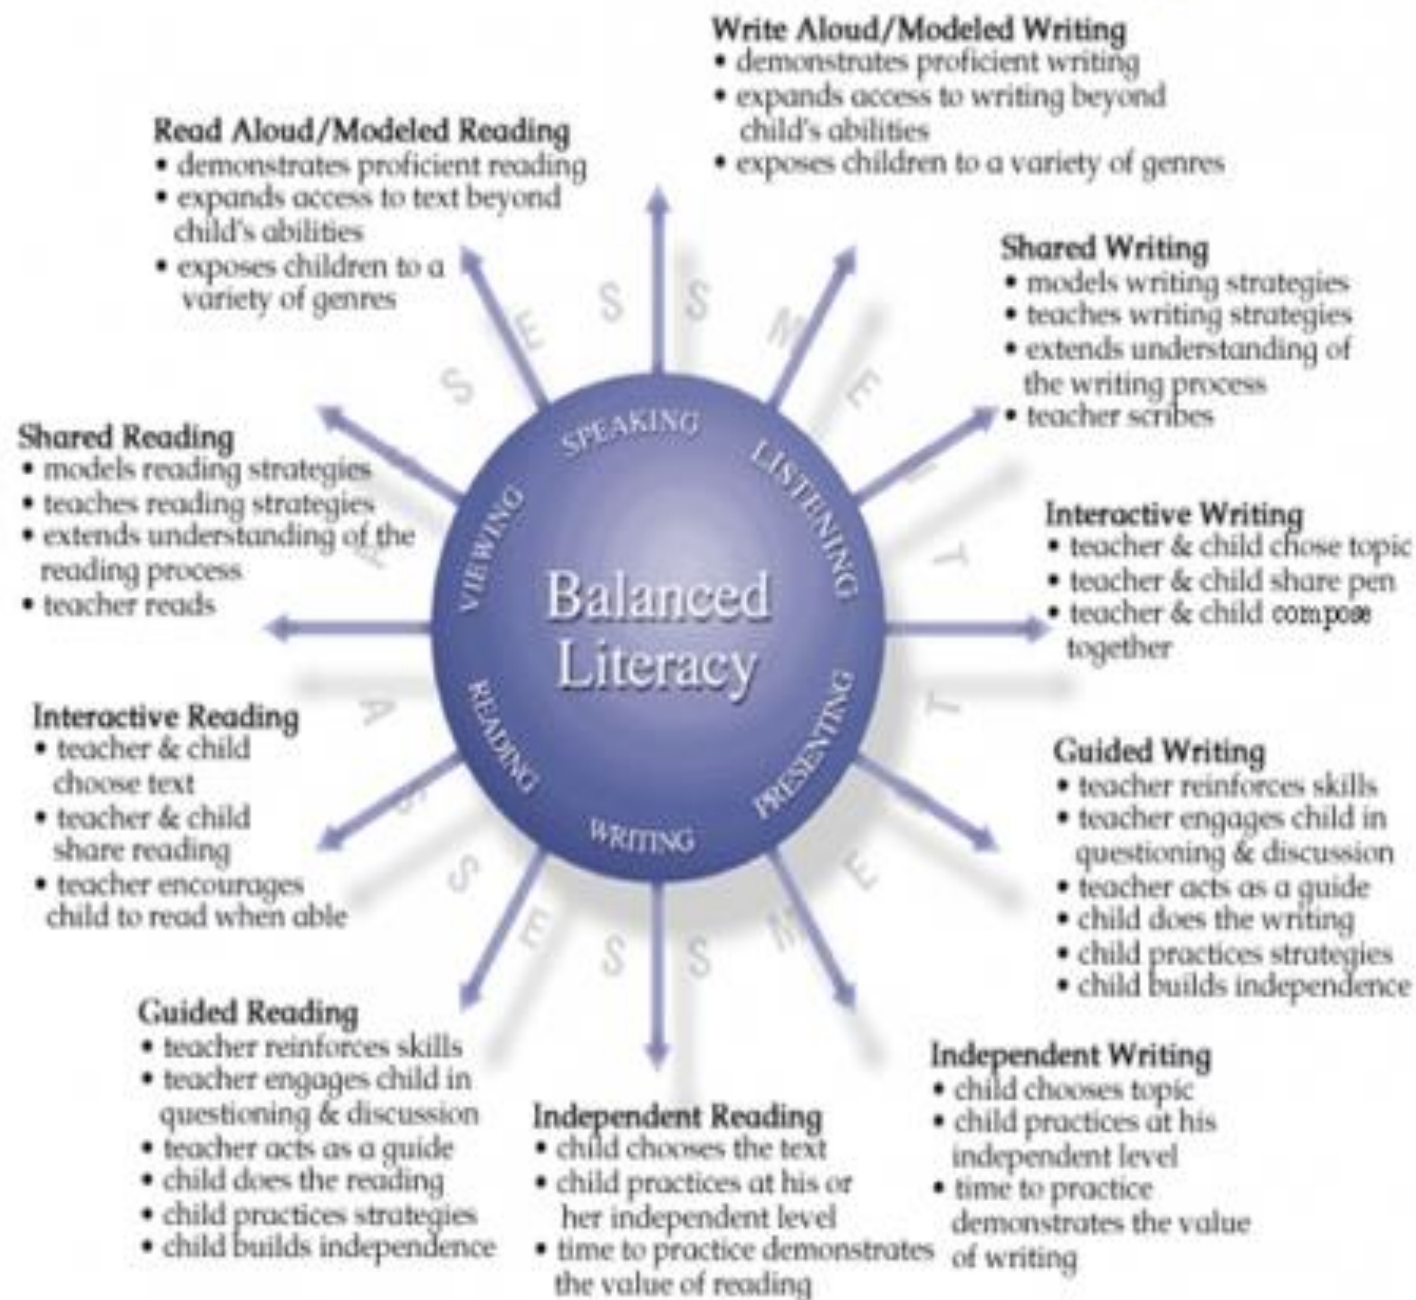 Write Aloud/Modeled Writing
• demonstrates proficient writing
• expands access to writing beyond
child's abilities
• exposes children to a variety of genres
Read Aloud/Modeled Reading
• demonstrates proficient reading
• expands access to text beyond
child's abilities
• exposes children to a
variety of genres
Shared Writing
• models writing strategies
• teaches writing strategies
• extends understanding of
the writing process
• teacher scribes
Shared Reading
• models reading strategies
• teaches reading strategies
• extends understanding of the
reading process
• teacher reads
Interactive Writing
• teacher & child chose topic
• teacher & child share pen
• teacher & child compose
together
Interactive Reading
• teacher & child
choose text
• teacher & child
share reading
• teacher encourages
child to read when able
Guided Writing
• teacher reinforces skills
• teacher engages child in
questioning & discussion
• teacher acts as a guide
• child does the writing
• child practices strategies
• child builds independence
Guided Reading
• teacher reinforces skills
• teacher engages child in
questioning & discussion
• teacher acts as a guide
• child does the reading
• child practices strategies
• child builds independence
Independent Reading
• child chooses the text
• child practices at his or
her independent level
• time to practice demonstrates
the value of reading
Independent Writing
• child chooses topic
• child practices at his
independent level
• time to practice
demonstrates the value
of writing
Balanced
Literacy
SPEAKING
LISTENING
PRESENTING
WRITING
READING
VIEWING